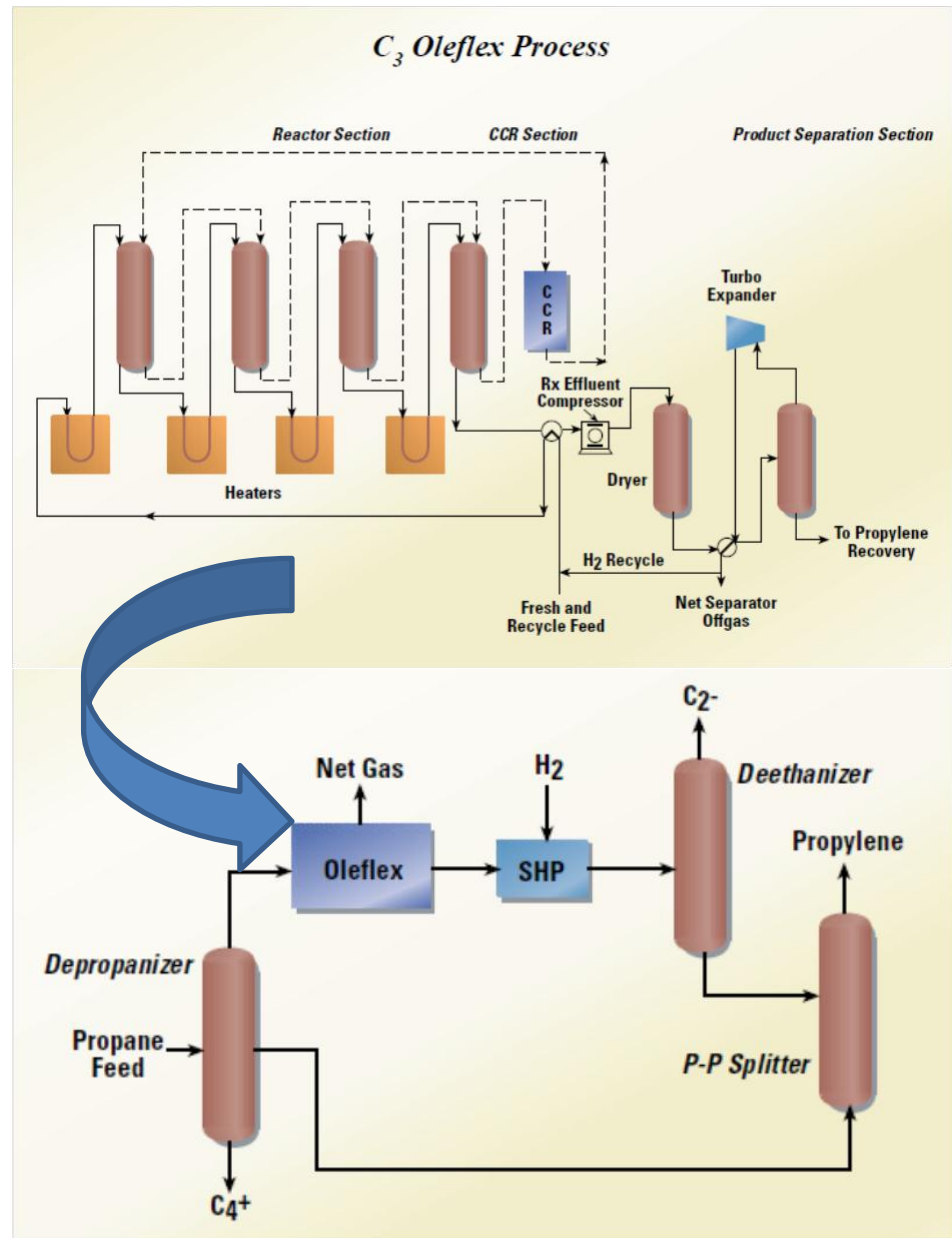 C₃ Oleflex Process
Reactor Section
CCR Section
Product Separation Section
C
C
R
Turbo
Expander
Rx Effluent
Compressor
Dryer
Heaters
To Propylene
Recovery
H₂ Recycle
Fresh and
Recycle Feed
Net Separator
Offgas
C₂-
Net Gas
H₂
Deethanizer
Oleflex
SHP
Propylene
Depropanizer
Propane
Feed
P-P Splitter
C₄⁺